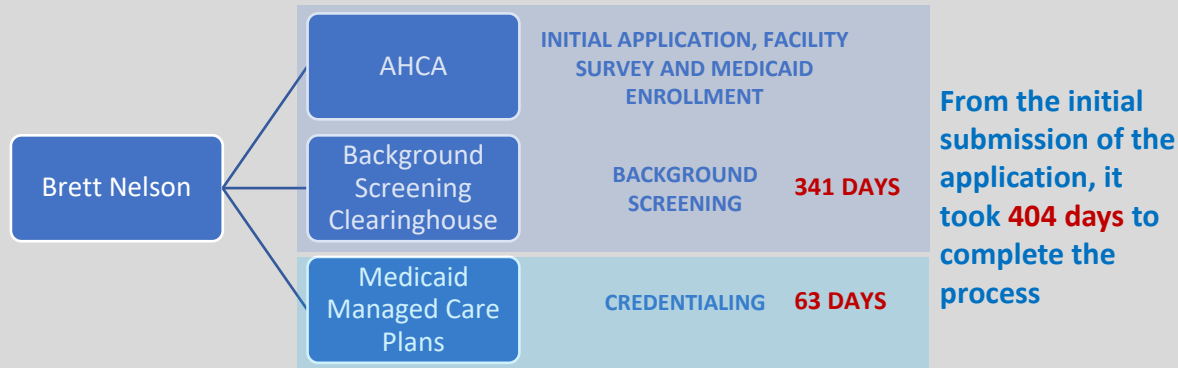 Brett Nelson
AHCA
INITIAL APPLICATION, FACILITY
SURVEY AND MEDICAID
ENROLLMENT
Background
Screening
Clearinghouse
BACKGROUND
SCREENING
341 DAYS
Medicaid
Managed Care
Plans
CREDENTIALING
63 DAYS
From the initial
submission of the
application, it
took 404 days to
complete the
process